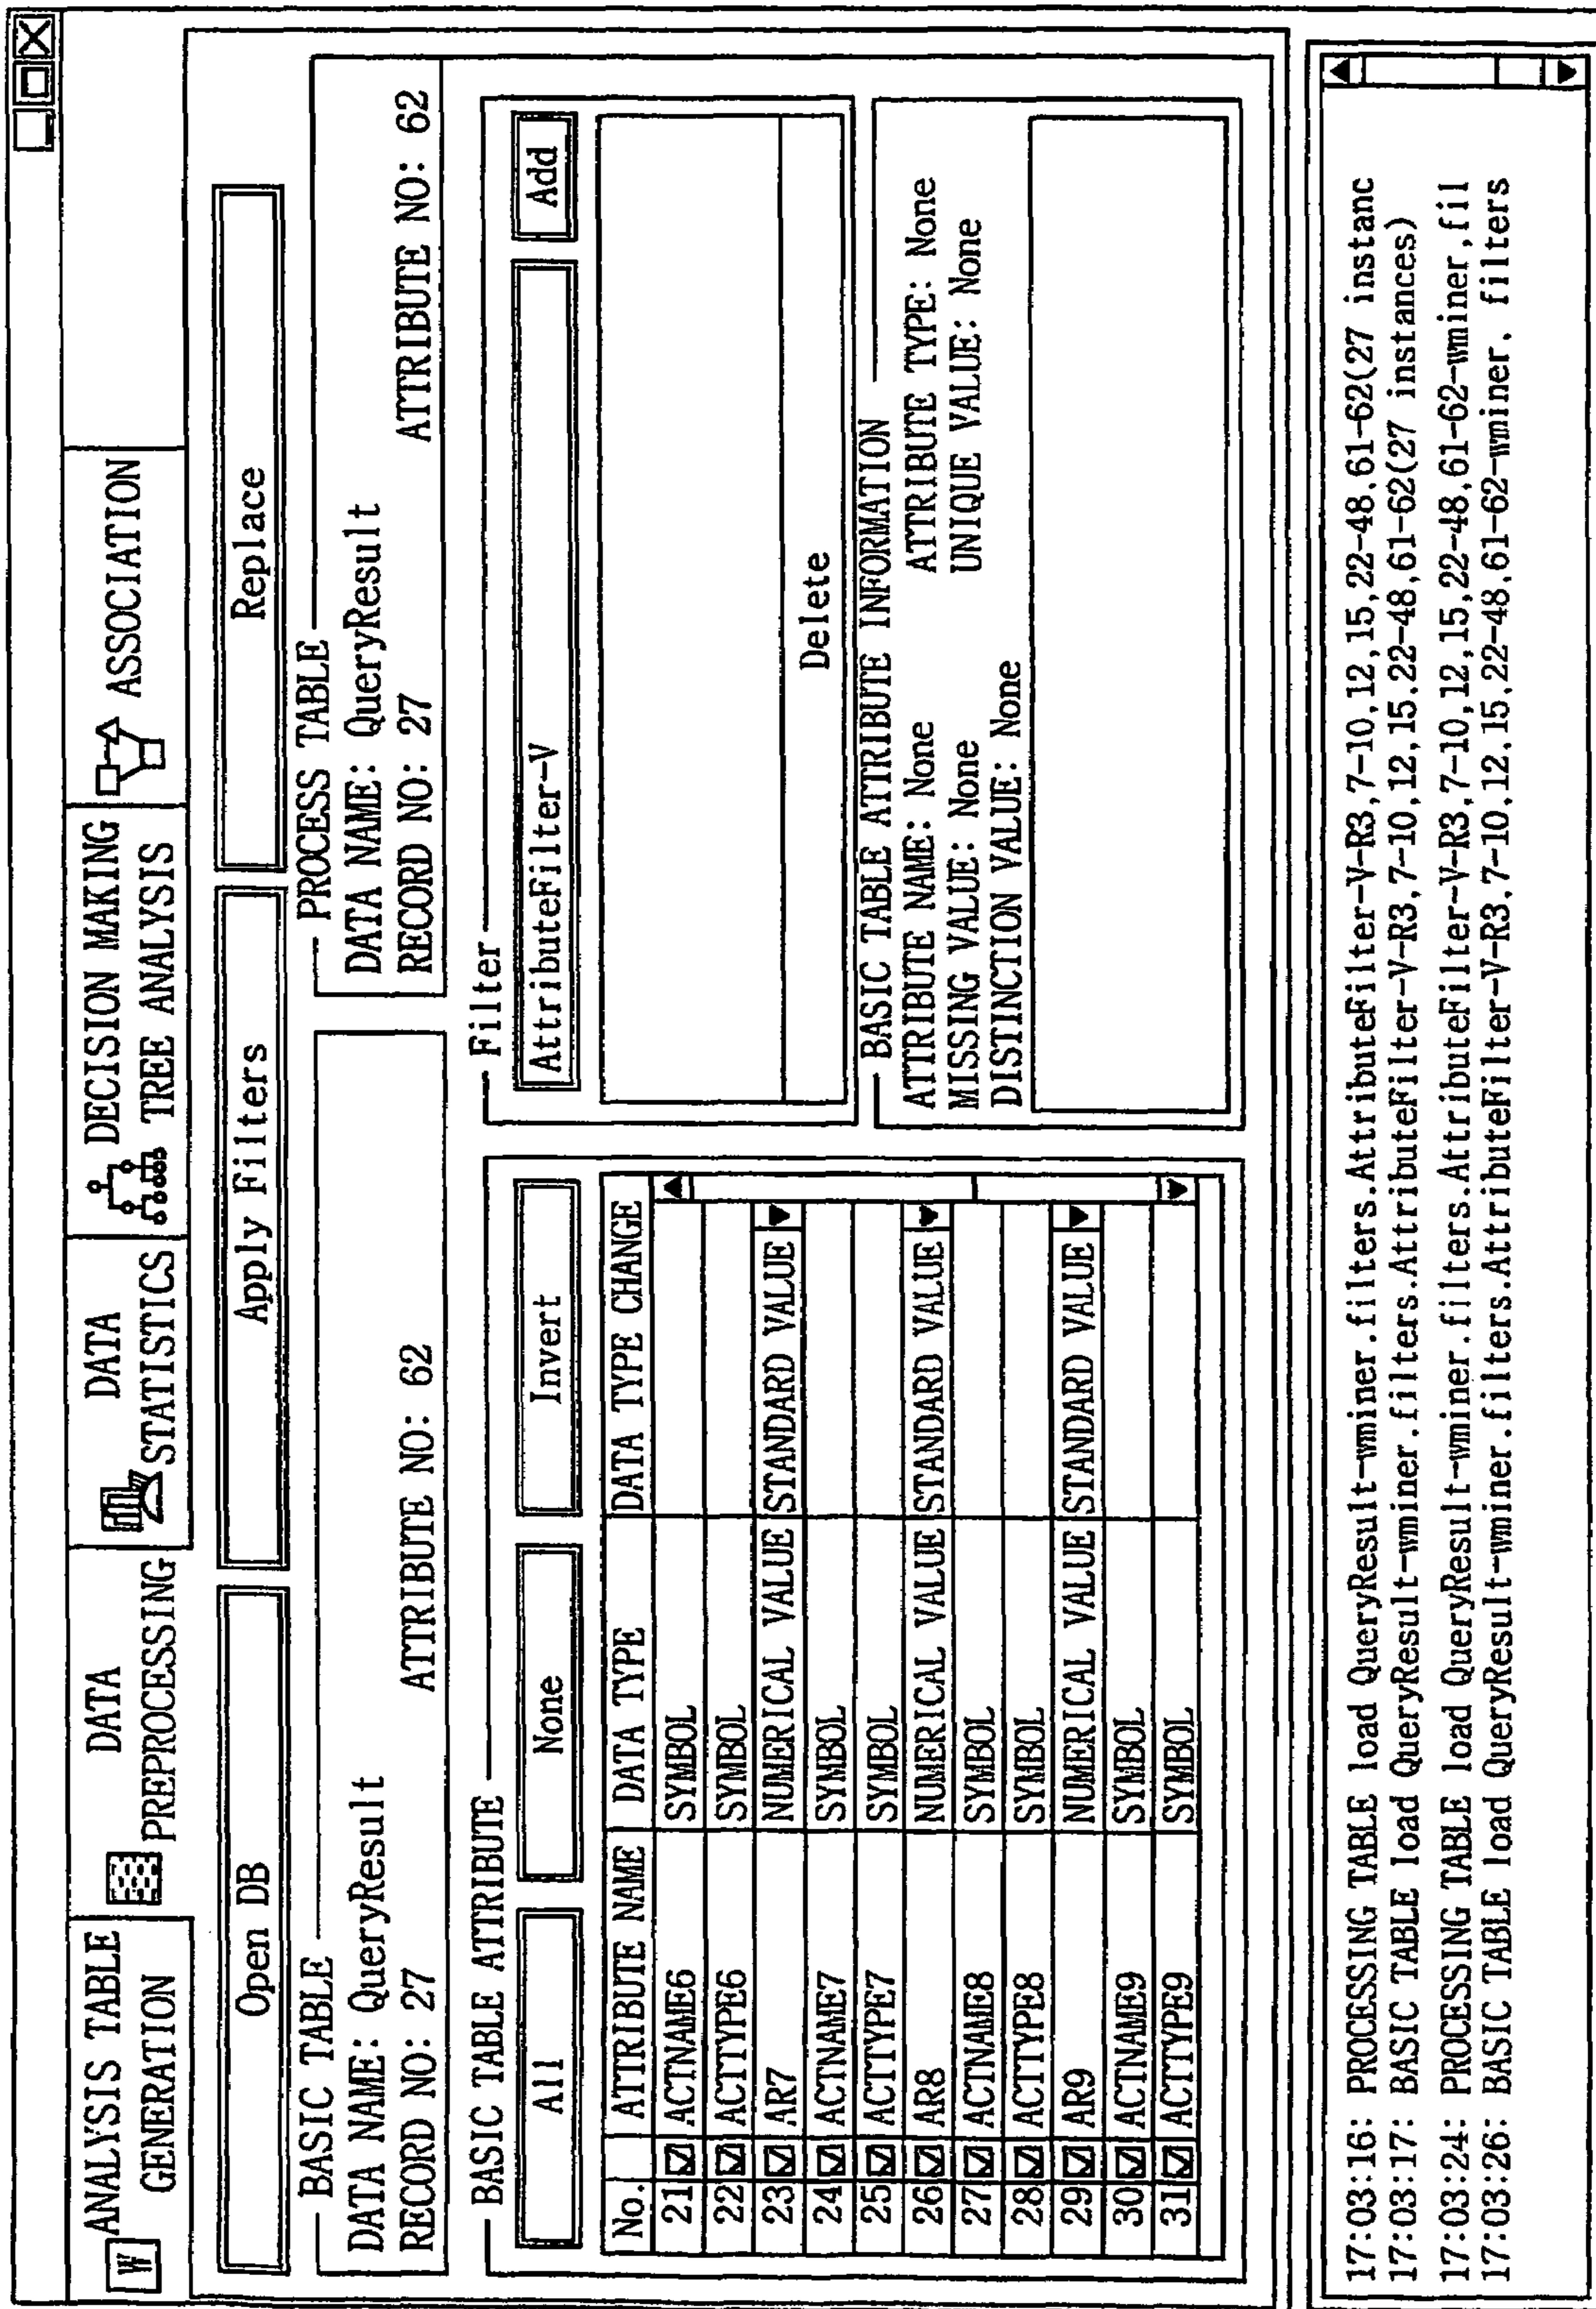 W ANALYSIS TABLE GENERATION
DATA PREPROCESSING
DATA STATISTICS
DECISION MAKING TREE ANALYSIS
ASSOCIATION
Open DB
Apply Filters
Replace
BASIC TABLE
DATA NAME: QueryResult
RECORD NO: 27 ATTRIBUTE NO: 62
PROCESS TABLE
DATA NAME: QueryResult
RECORD NO: 27 ATTRIBUTE NO: 62
BASIC TABLE ATTRIBUTE
All None Invert
No. ATTRIBUTE NAME DATA TYPE DATA TYPE CHANGE
21 ACTNAME6 SYMBOL
22 ACTTYPE6 SYMBOL
23 AR7 NUMERICAL VALUE STANDARD VALUE
24 ACTNAME7 SYMBOL
25 ACTTYPE7 SYMBOL
26 AR8 NUMERICAL VALUE STANDARD VALUE
27 ACTNAME8 SYMBOL
28 ACTTYPE8 SYMBOL
29 AR9 NUMERICAL VALUE STANDARD VALUE
30 ACTNAME9 SYMBOL
31 ACTTYPE9 SYMBOL
Filter
AttributeFilter-V Add
Delete
BASIC TABLE ATTRIBUTE INFORMATION
ATTRIBUTE NAME: None ATTRIBUTE TYPE: None
MISSING VALUE: None UNIQUE VALUE: None
DISTINCTION VALUE: None
17:03:16: PROCESSING TABLE load QueryResult-wminer.filters.AttributeFilter-V-R3,7-10,12,15,22-48,61-62(27 instanc
17:03:17: BASIC TABLE load QueryResult-wminer.filters.AttributeFilter-V-R3,7-10,12,15.22-48,61-62(27 instances)
17:03:24: PROCESSING TABLE load QueryResult-wminer.filters.AttributeFilter-V-R3,7-10,12,15,22-48,61-62-wminer,fil
17:03:26: BASIC TABLE load QueryResult-wminer.filters.AttributeFilter-V-R3.7-10,12.15,22-48.61-62-wminer. filters